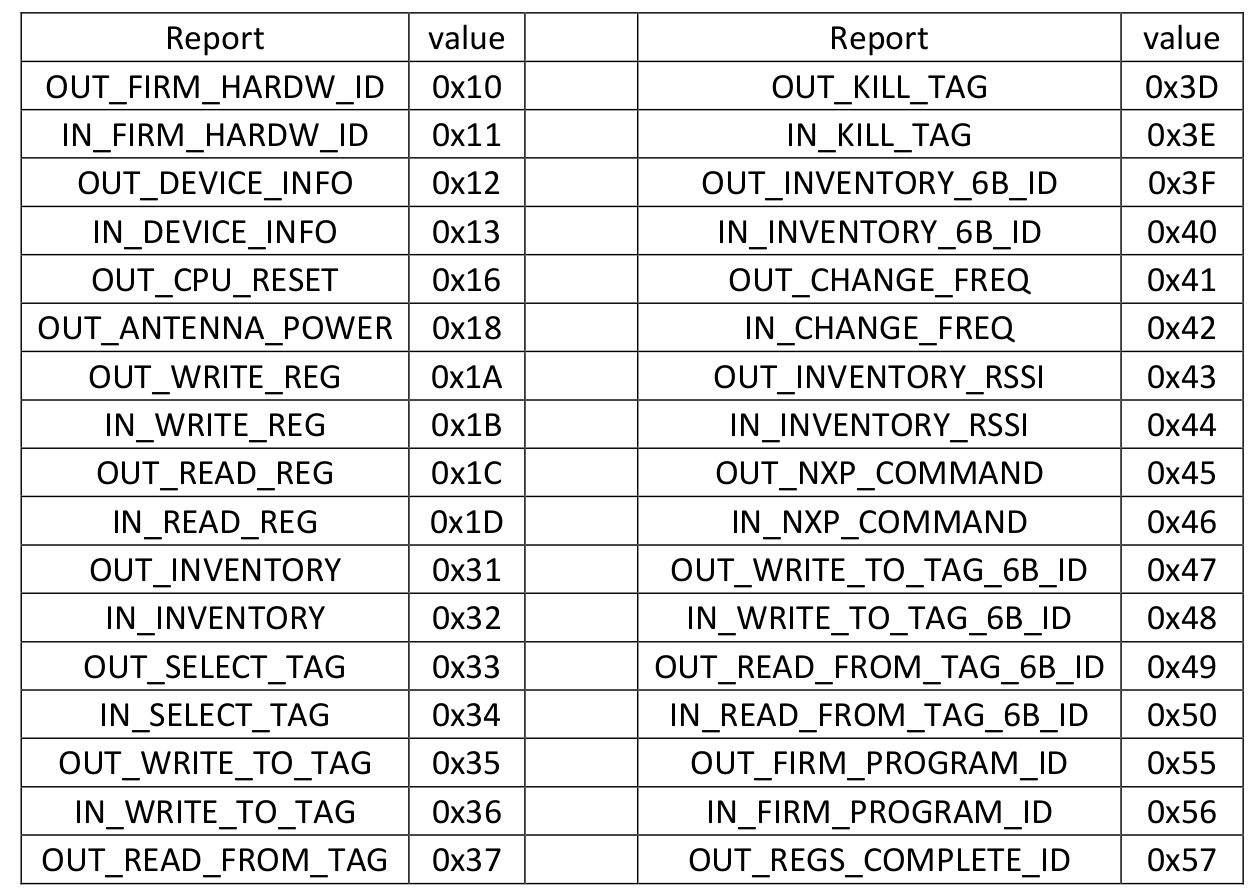 Report value Report value
OUT_FIRM_HARDW_ID 0x10 OUT_KILL_TAG 0x3D
IN_FIRM_HARDW_ID 0x11 IN_KILL_TAG 0x3E
OUT_DEVICE_INFO 0x12 OUT_INVENTORY_6B_ID 0x3F
IN_DEVICE_INFO 0x13 IN_INVENTORY_6B_ID 0x40
OUT_CPU_RESET 0x16 OUT_CHANGE_FREQ 0x41
OUT_ANTENNA_POWER 0x18 IN_CHANGE_FREQ 0x42
OUT_WRITE_REG 0x1A OUT_INVENTORY_RSSI 0x43
IN_WRITE_REG 0x1B IN_INVENTORY_RSSI 0x44
OUT_READ_REG 0x1C OUT_NXP_COMMAND 0x45
IN_READ_REG 0x1D IN_NXP_COMMAND 0x46
OUT_INVENTORY 0x31 OUT_WRITE_TO_TAG_6B_ID 0x47
IN_INVENTORY 0x32 IN_WRITE_TO_TAG_6B_ID 0x48
OUT_SELECT_TAG 0x33 OUT_READ_FROM_TAG_6B_ID 0x49
IN_SELECT_TAG 0x34 IN_READ_FROM_TAG_6B_ID 0x50
OUT_WRITE_TO_TAG 0x35 OUT_FIRM_PROGRAM_ID 0x55
IN_WRITE_TO_TAG 0x36 IN_FIRM_PROGRAM_ID 0x56
OUT_READ_FROM_TAG 0x37 OUT_REGS_COMPLETE_ID 0x57